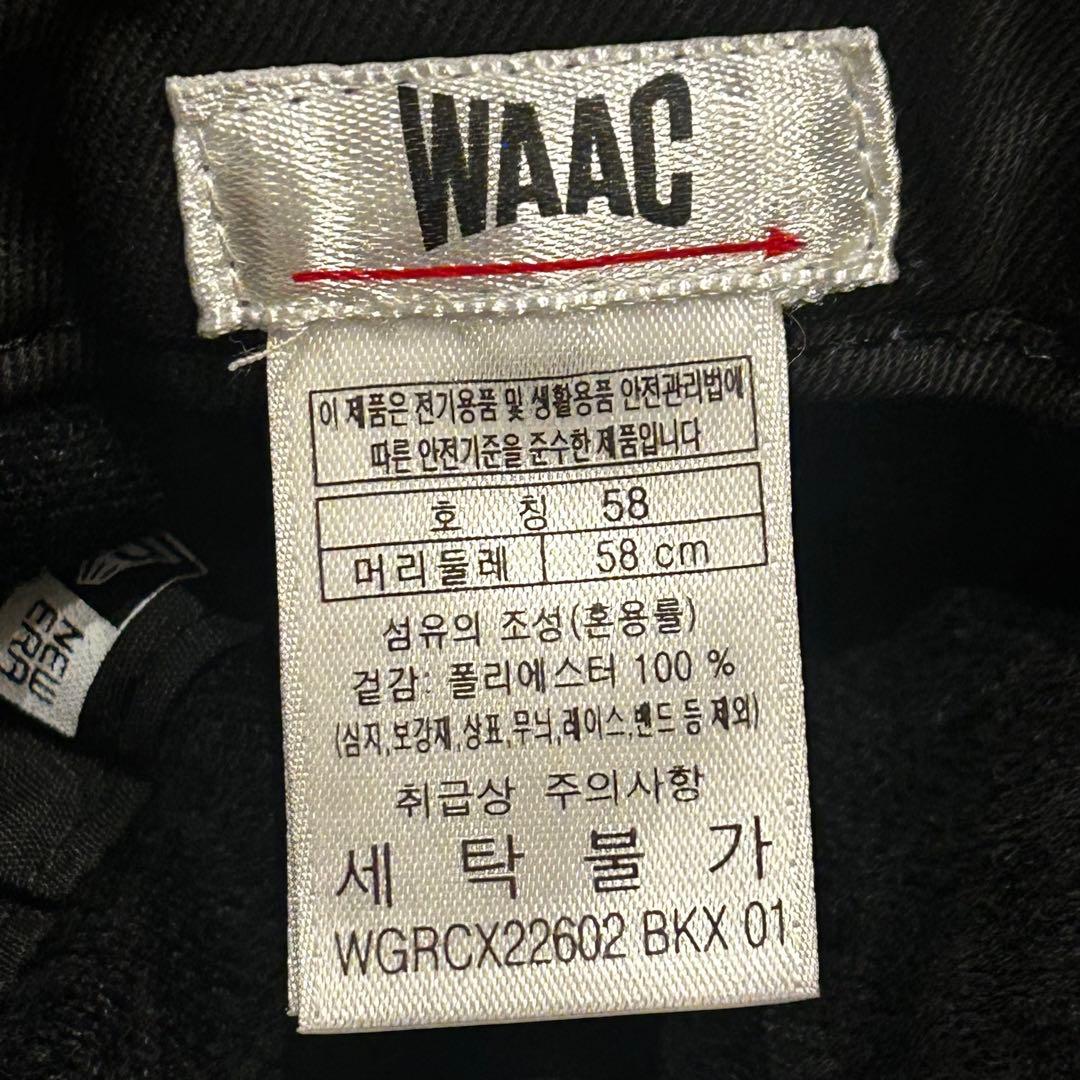 WAAC
이 제품은 전기용품 및 생활용품 안전관리법에
따른 안전기준을 준수한 제품입니다
호 칭 58
머리둘레 58 cm
섬유의 조성(혼용률)
겉감: 폴리에스터 100 %
(심지,보강재,상표,무늬,레이스,밴드 등 제외)
취급상 주의사항
세 탁 불 가
WGRCX22602 BKX 01
NEW
ERA